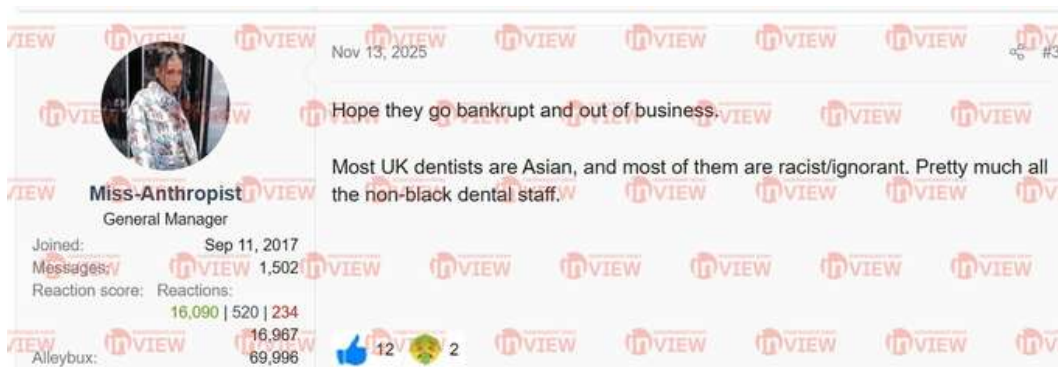 Nov 13, 2025
#3
Hope they go bankrupt and out of business.
Most UK dentists are Asian, and most of them are racist/ignorant. Pretty much all
the non-black dental staff.
Miss-Anthropist
General Manager
Joined: Sep 11, 2017
Messages: 1,502
Reaction score: Reactions:
16,090 | 520 | 234
16,967
Alleybux: 69,996
12 2
INVIEW